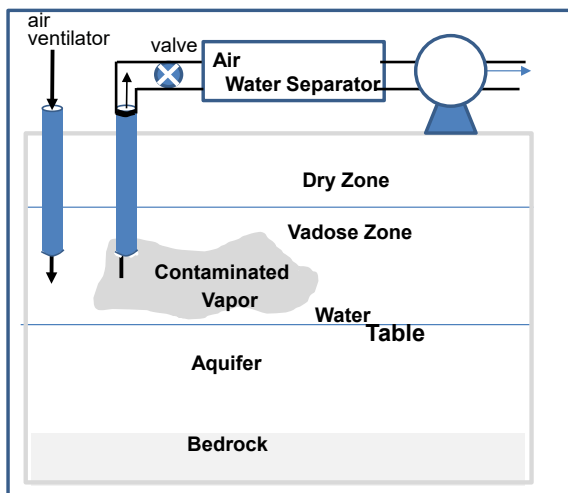 air
ventilator
valve
Air
Water Separator
Dry Zone
Vadose Zone
Contaminated
Vapor
Water
Table
Aquifer
Bedrock